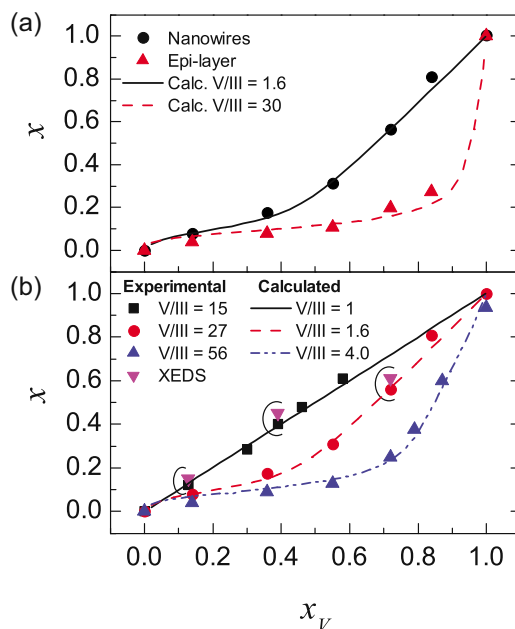 (a)
Nanowires
Epi-layer
Calc. V/III = 1.6
Calc. V/III = 30
x
1.0
0.8
0.6
0.4
0.2
0.0
(b)
Experimental Calculated
V/III = 15 V/III = 1
V/III = 27 V/III = 1.6
V/III = 56 V/III = 4.0
XEDS
x
1.0
0.8
0.6
0.4
0.2
0.0
0.0 0.2 0.4 0.6 0.8 1.0
x_V